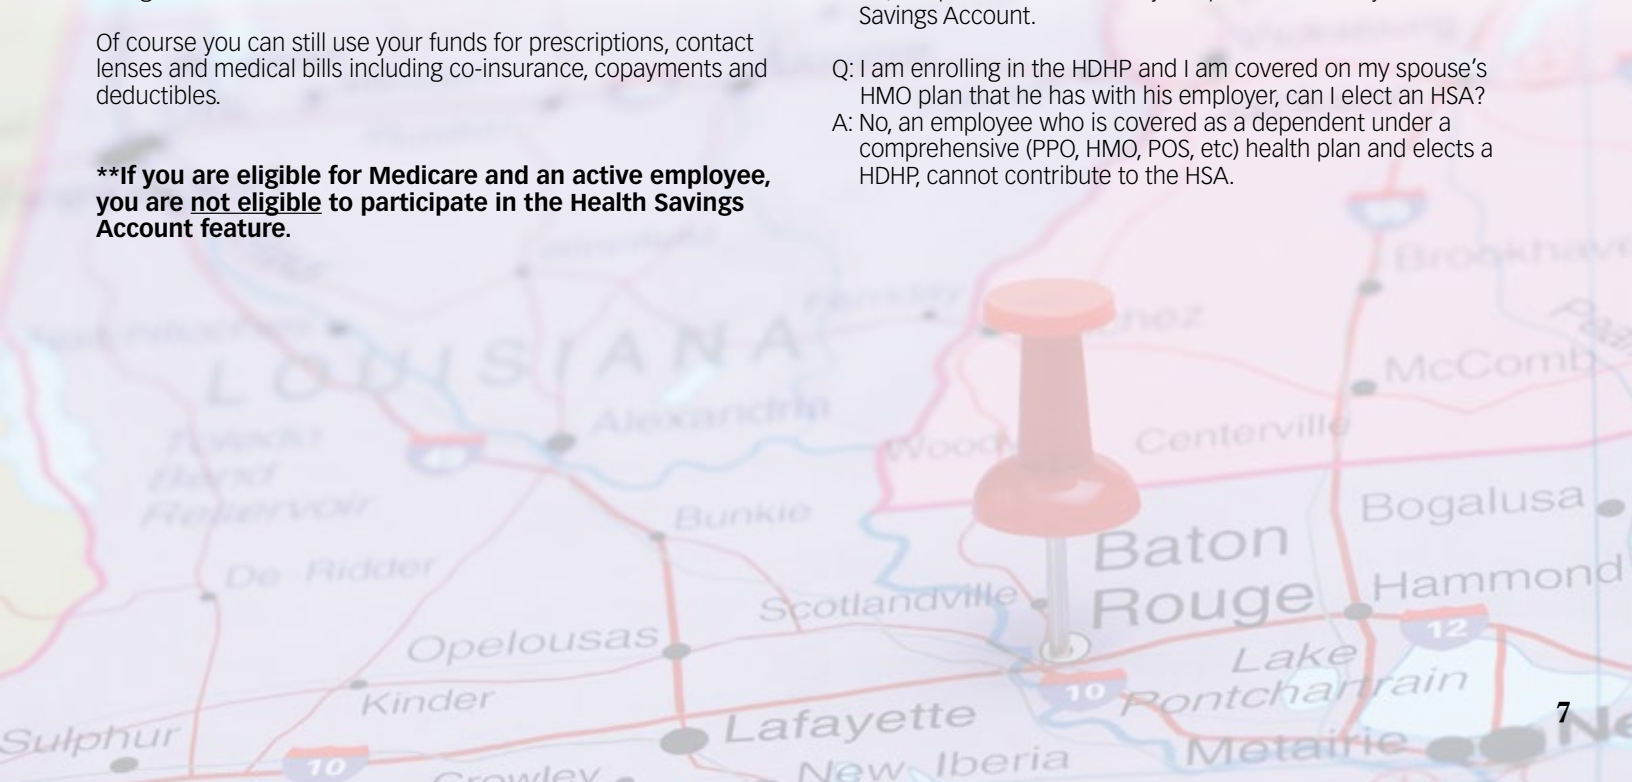 Of course you can still use your funds for prescriptions, contact
lenses and medical bills including co-insurance, copayments and
deductibles.
**If you are eligible for Medicare and an active employee,
you are not eligible to participate in the Health Savings
Account feature.
Savings Account.
Q: I am enrolling in the HDHP and I am covered on my spouse's
HMO plan that he has with his employer, can I elect an HSA?
A: No, an employee who is covered as a dependent under a
comprehensive (PPO, HMO, POS, etc) health plan and elects a
HDHP, cannot contribute to the HSA.
LOUISIANA
Alexandria
McComb
Centerville
Toledo
Bend
Reservoir
Bunkie
Bogalusa
De Ridder
Baton
Rouge
Hammond
Scotlandville
12
Opelousas
Lake
Pontchartrain
10
Kinder
Lafayette
7
Sulphur
Metairie
10
Crowley
New Iberia